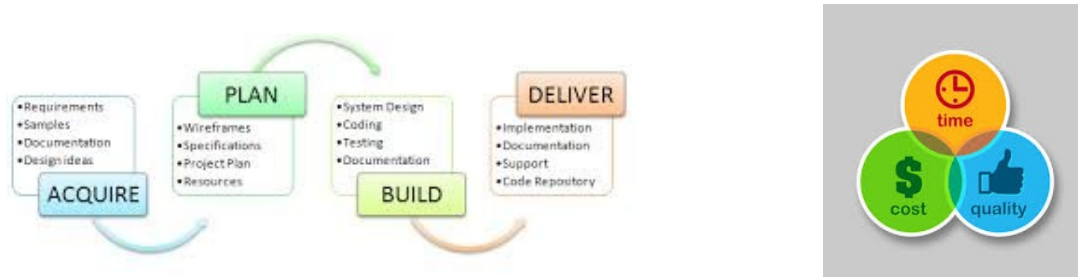 •Requirements
•Samples
•Documentation
•Design ideas
ACQUIRE
PLAN
•Wireframes
•Specifications
•Project Plan
•Resources
•System Design
•Coding
•Testing
•Documentation
BUILD
DELIVER
•Implementation
•Documentation
•Support
•Code Repository
time
$
cost
quality